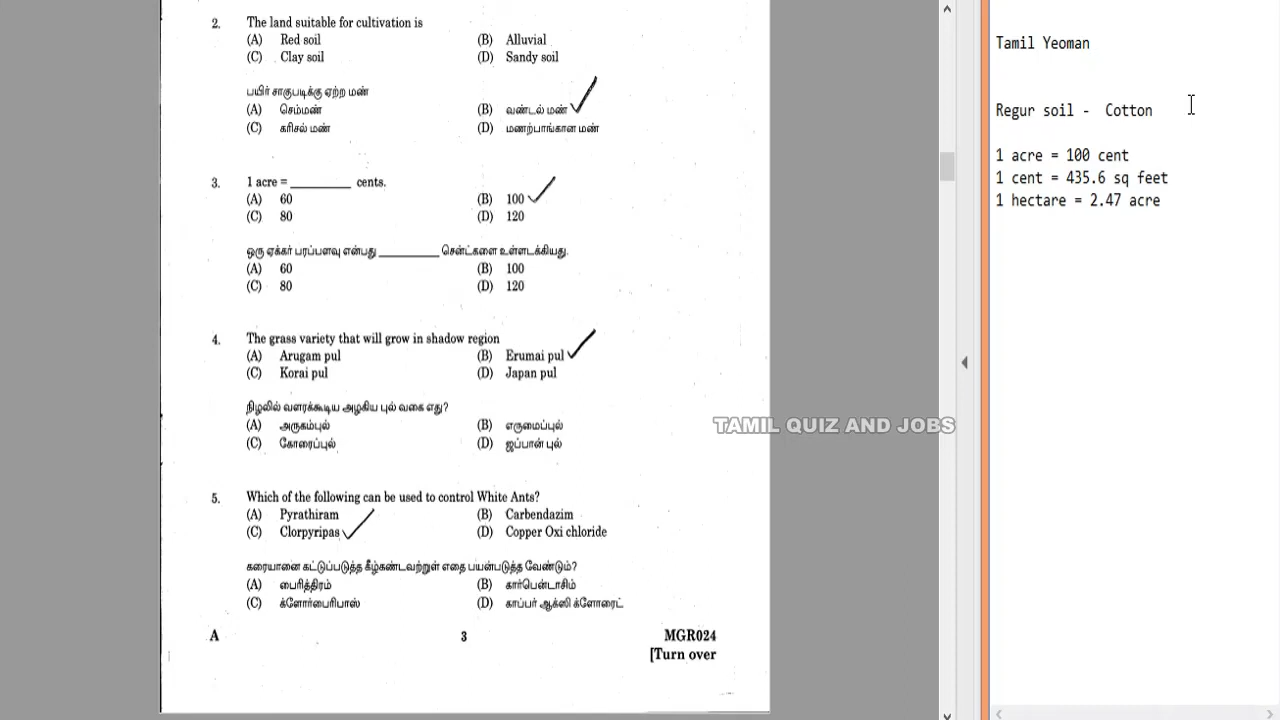 2. The land suitable for cultivation is
(A) Red soil (B) Alluvial
(C) Clay soil (D) Sandy soil
பயிர் சாகுபடிக்கு ஏற்ற மண்
(A) செம்மண் (B) வண்டல் மண்
(C) கரிசல் மண் (D) மணற்பாங்கான மண்
3. 1 acre = ________ cents.
(A) 60 (B) 100
(C) 80 (D) 120
ஒரு ஏக்கர் பரப்பளவு என்பது ________ சென்ட்களை உள்ளடக்கியது.
(A) 60 (B) 100
(C) 80 (D) 120
4. The grass variety that will grow in shadow region
(A) Arugam pul (B) Erumai pul
(C) Korai pul (D) Japan pul
நிழலில் வளரக்கூடிய அழகிய புல் வகை எது?
(A) அருகம்புல் (B) எருமைப்புல்
(C) கோரைப்புல் (D) ஜப்பான் புல்
5. Which of the following can be used to control White Ants?
(A) Pyrathiram (B) Carbendazim
(C) Clorpyripas (D) Copper Oxi chloride
கரையானை கட்டுப்படுத்த கீழ்கண்டவற்றுள் எதை பயன்படுத்த வேண்டும்?
(A) பைரித்திரம் (B) கார்பென்டாசிம்
(C) க்ளோர்பைரிபாஸ் (D) காப்பர் ஆக்ஸி க்ளோரைட்
A 3 MGR024
[Turn over
TAMIL QUIZ AND JOBS
Tamil Yeoman
Regur soil - Cotton
1 acre = 100 cent
1 cent = 435.6 sq feet
1 hectare = 2.47 acre